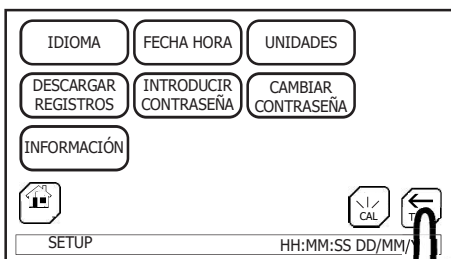 IDIOMA
FECHA HORA
UNIDADES
DESCARGAR
REGISTROS
INTRODUCIR
CONTRASEÑA
CAMBIAR
CONTRASEÑA
INFORMACIÓN
CAL
SETUP
HH:MM:SS DD/MM/